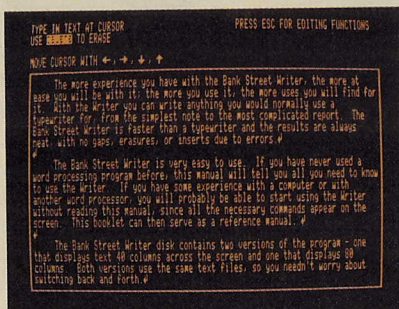 TYPE IN TEXT AT CURSOR
PRESS ESC FOR EDITING FUNCTIONS
USE TO ERASE
MOVE CURSOR WITH ←,→,↓,↑
The more experience you have with the Bank Street Writer, the more at
ease you will be with it; the more you use it, the more uses you will find for
it. With the Writer you can write anything you would normally use a
typewriter for, from the simplest note to the most complicated report. The
Bank Street Writer is faster than a typewriter and the results are always
neat, with no gaps, erasures, or inserts due to errors.
The Bank Street Writer is very easy to use. If you have never used a
word processing program before, this manual will tell you all you need to know
to use the Writer. If you have some experience with a computer or with
another word processor, you will probably be able to start using the Writer
without reading this manual, since all the necessary commands appear on the
screen. This booklet can then serve as a reference manual.
The Bank Street Writer disk contains two versions of the program - one
that displays text 40 columns across the screen and one that displays 80
columns. Both versions use the same text files, so you needn't worry about
switching back and forth.